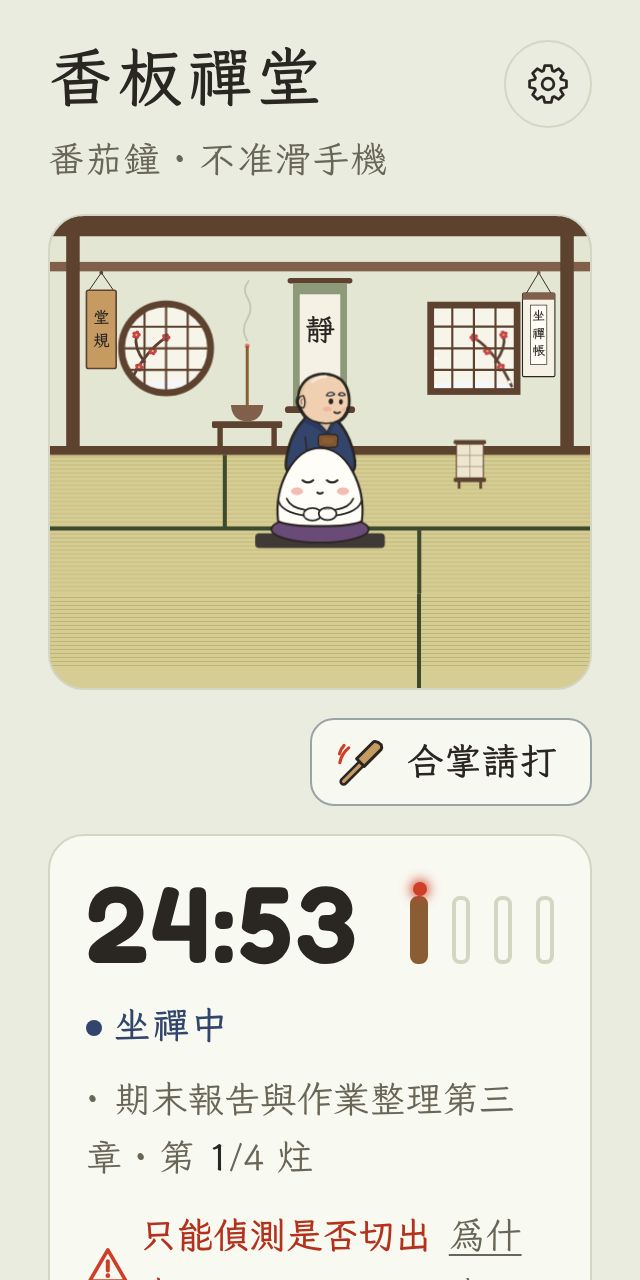 香板禪堂
番茄鐘・不准滑手機
堂規
靜
坐禪帳
合掌請打
24:53
坐禪中
・期末報告與作業整理第三
章・第 1/4 炷
只能偵測是否切出 爲什